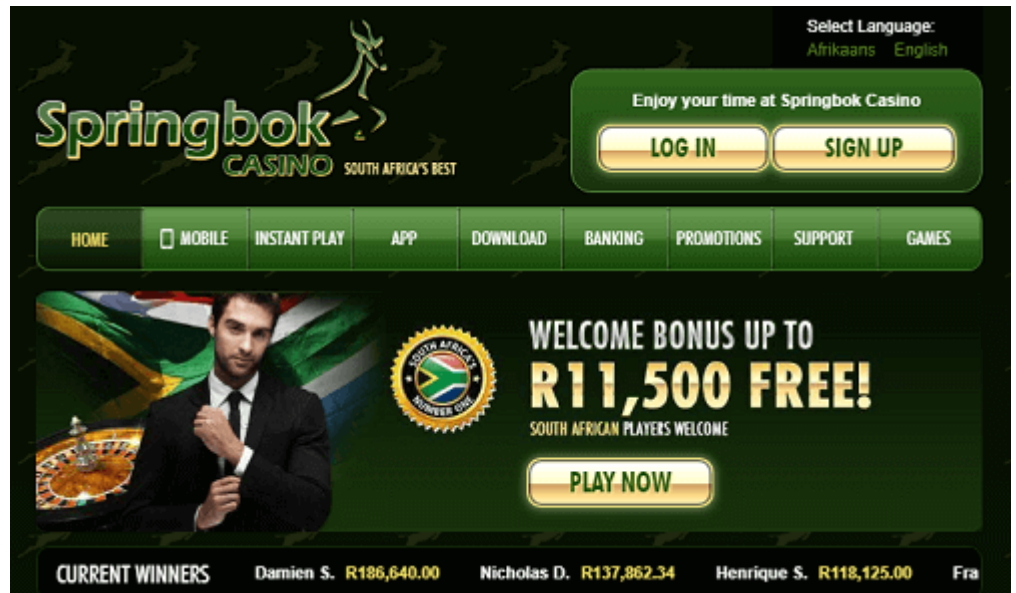 Select Language:
Afrikaans English
Springbok
CASINO SOUTH AFRICA'S BEST
Enjoy your time at Springbok Casino
LOG IN SIGN UP
HOME MOBILE INSTANT PLAY APP DOWNLOAD BANKING PROMOTIONS SUPPORT GAMES
SOUTH AFRICA'S
NUMBER ONE
WELCOME BONUS UP TO
R11,500 FREE!
SOUTH AFRICAN PLAYERS WELCOME
PLAY NOW
CURRENT WINNERS Damien S. R186,640.00 Nicholas D. R137,862.34 Henrique S. R118,125.00 Fra